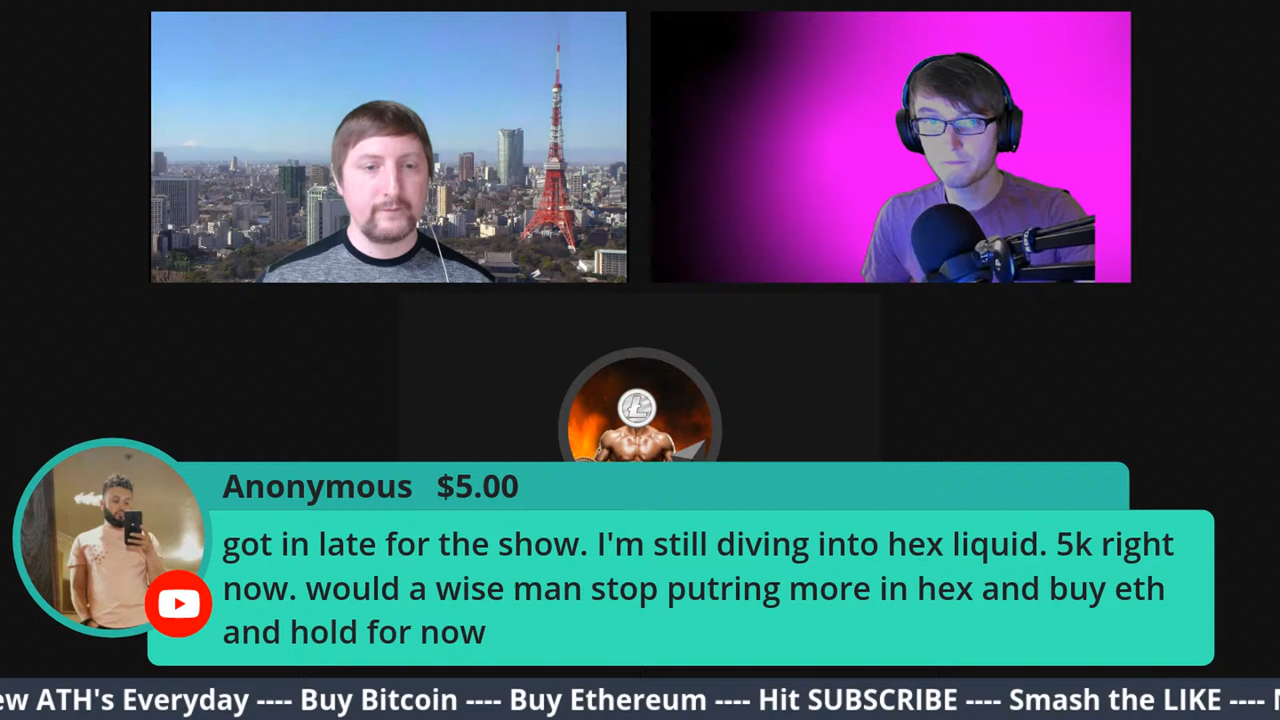 Anonymous $5.00
got in late for the show. I'm still diving into hex liquid. 5k right
now. would a wise man stop putring more in hex and buy eth
and hold for now
ew ATH's Everyday ---- Buy Bitcoin ---- Buy Ethereum ---- Hit SUBSCRIBE ---- Smash the LIKE ----